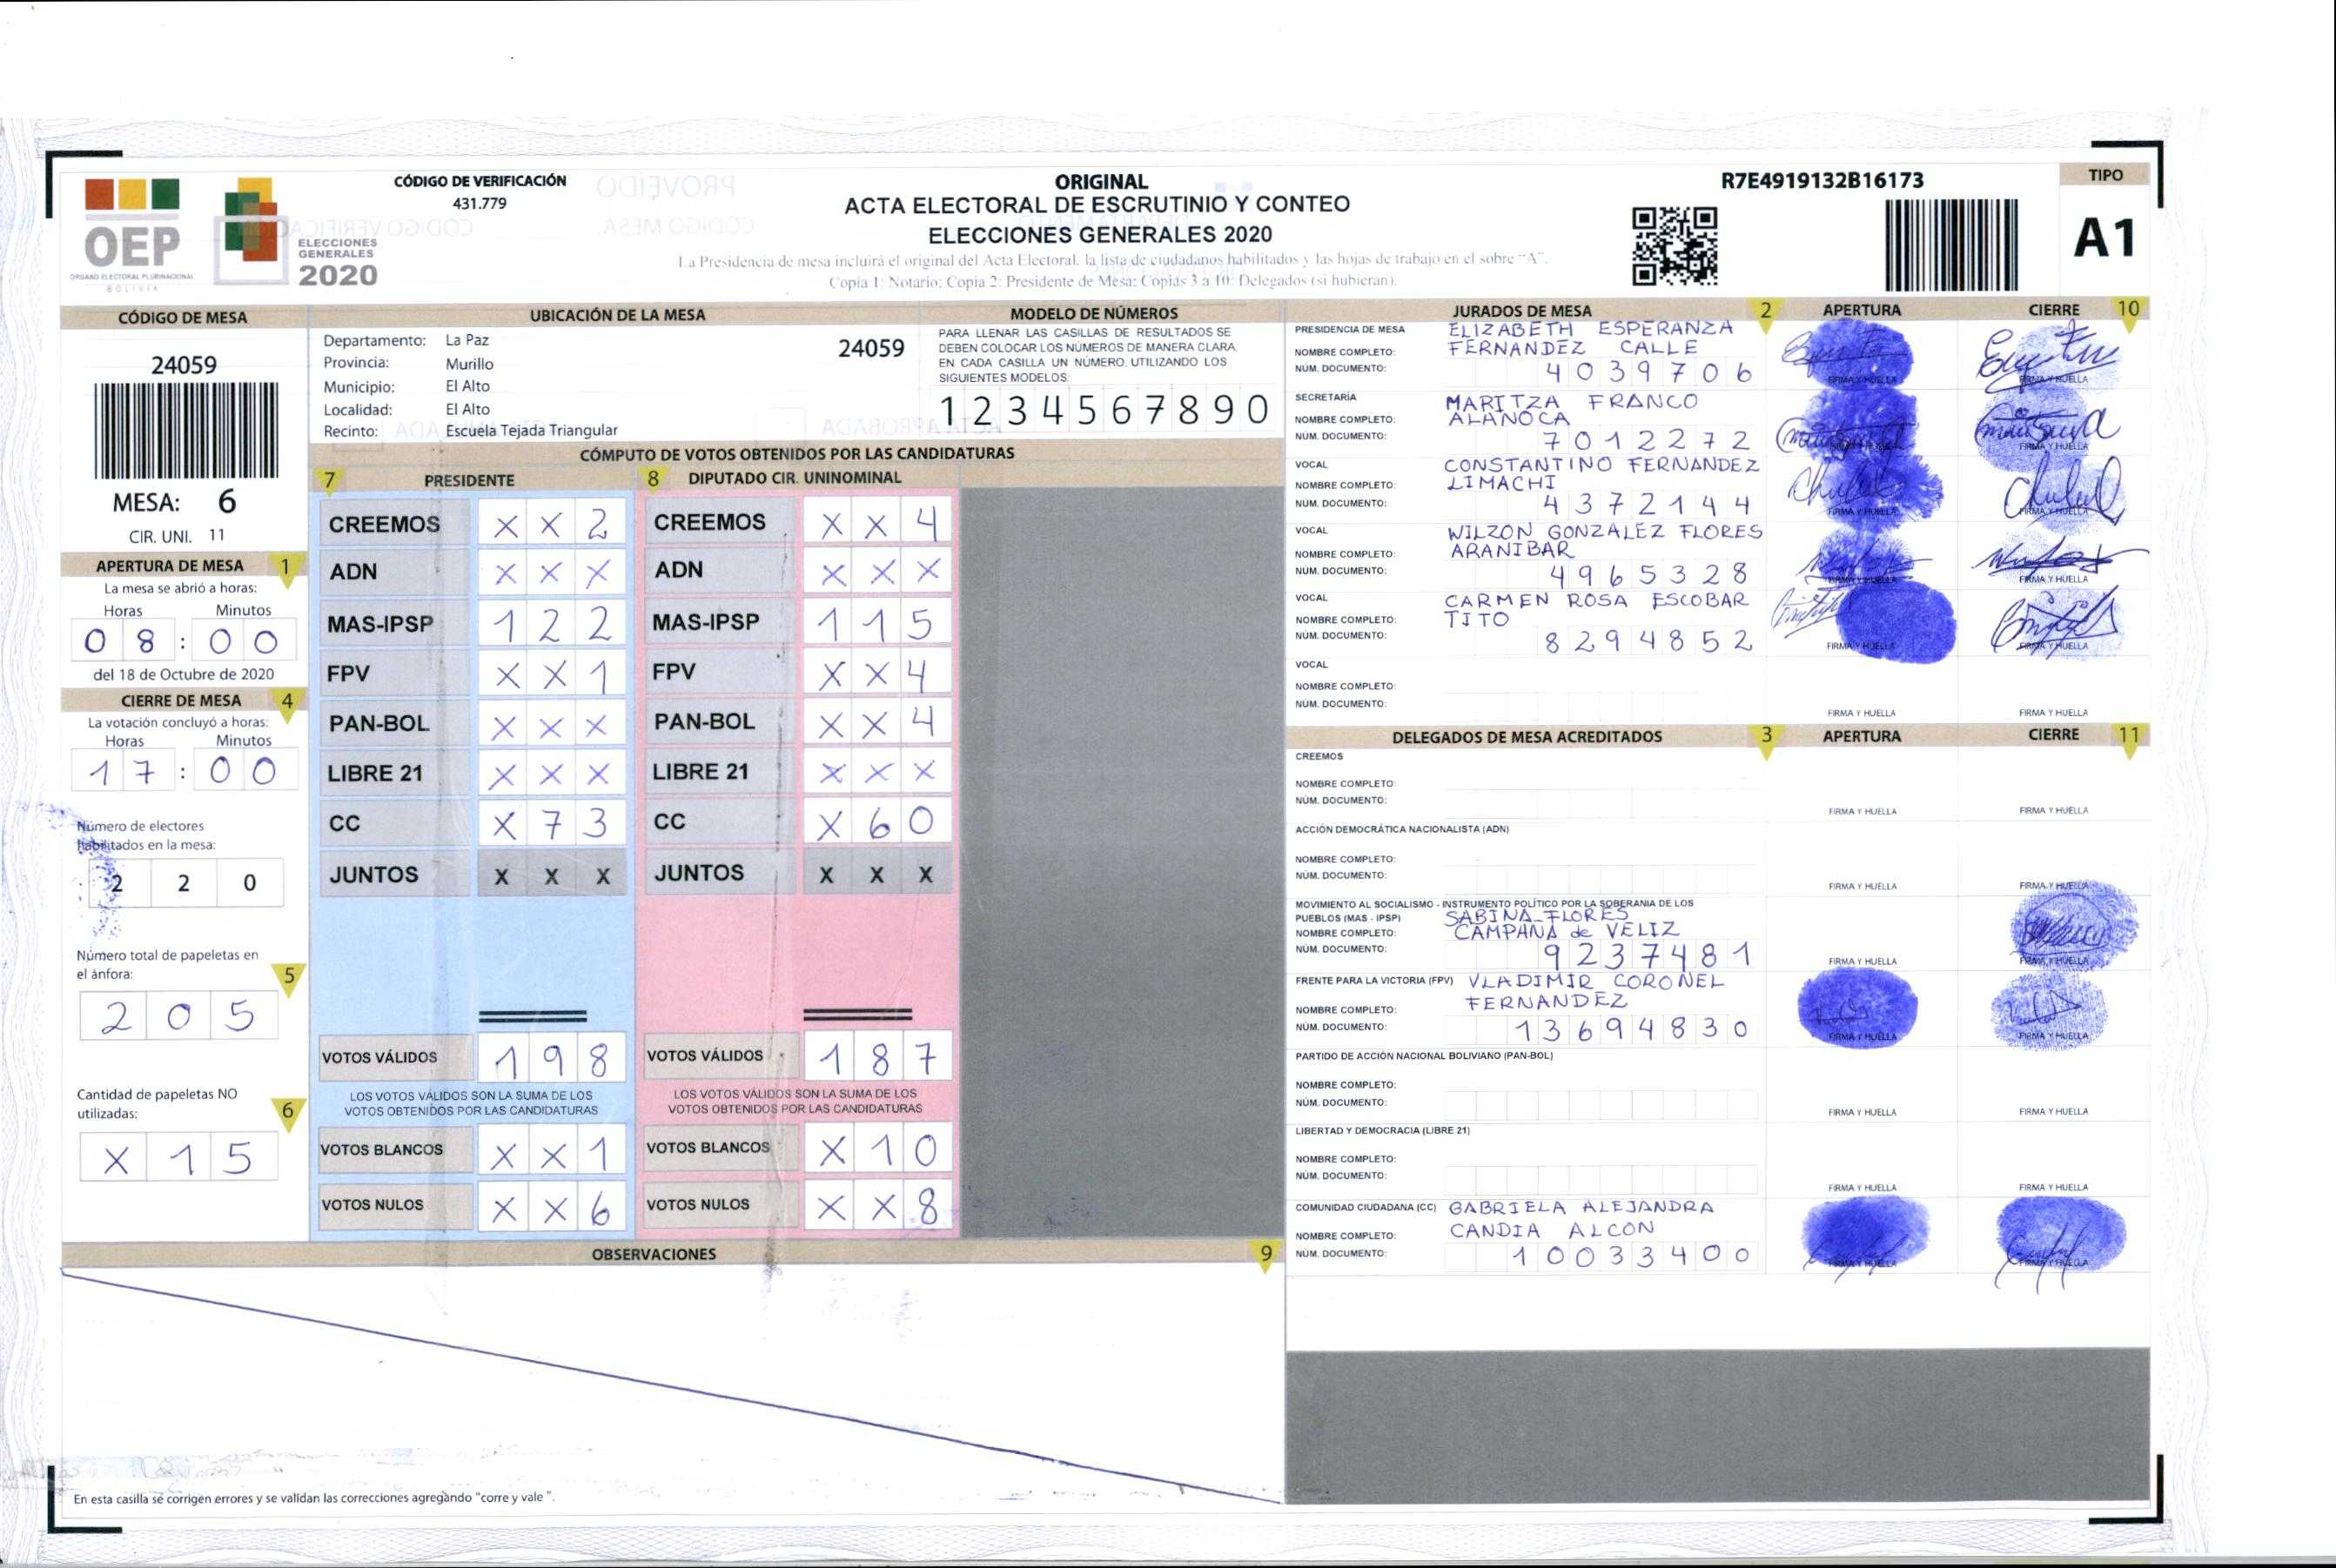 CÓDIGO DE VERIFICACIÓN
431.779
ORIGINAL
ACTA ELECTORAL DE ESCRUTINIO Y CONTEO
ELECCIONES GENERALES 2020
La Presidencia de mesa incluirá el original del Acta Electoral, la lista de ciudadanos habilitados y las hojas de trabajo en el sobre "A".
Copia 1: Notario; Copia 2: Presidente de Mesa; Copias 3 a 10: Delegados (si hubieran).
R7E4919132B16173
TIPO
A1
OEP
ÓRGANO ELECTORAL PLURINACIONAL
BOLIVIA
ELECCIONES
GENERALES
2020
CÓDIGO DE MESA
24059
MESA: 6
CIR. UNI. 11
APERTURA DE MESA 1
La mesa se abrió a horas:
Horas Minutos
08:00
del 18 de Octubre de 2020
CIERRE DE MESA 4
La votación concluyó a horas:
Horas Minutos
17:00
Número de electores
habilitados en la mesa:
2 2 0
Número total de papeletas en
el ánfora: 5
2 0 5
Cantidad de papeletas NO
utilizadas: 6
X 1 5
UBICACIÓN DE LA MESA
Departamento: La Paz
24059
Provincia: Murillo
Municipio: El Alto
Localidad: El Alto
Recinto: Escuela Tejada Triangular
MODELO DE NÚMEROS
PARA LLENAR LAS CASILLAS DE RESULTADOS SE
DEBEN COLOCAR LOS NÚMEROS DE MANERA CLARA.
EN CADA CASILLA UN NÚMERO, UTILIZANDO LOS
SIGUIENTES MODELOS:
1 2 3 4 5 6 7 8 9 0
CÓMPUTO DE VOTOS OBTENIDOS POR LAS CANDIDATURAS
7 PRESIDENTE
CREEMOS X X 2
ADN X X X
MAS-IPSP 1 2 2
FPV X X 1
PAN-BOL X X X
LIBRE 21 X X X
CC X 7 3
JUNTOS X X X
VOTOS VÁLIDOS 1 9 8
LOS VOTOS VÁLIDOS SON LA SUMA DE LOS
VOTOS OBTENIDOS POR LAS CANDIDATURAS
VOTOS BLANCOS X X 1
VOTOS NULOS X X 6
8 DIPUTADO CIR. UNINOMINAL
CREEMOS X X 4
ADN X X X
MAS-IPSP 1 1 5
FPV X X 4
PAN-BOL X X 4
LIBRE 21 X X X
CC X 6 0
JUNTOS X X X
VOTOS VÁLIDOS 1 8 7
LOS VOTOS VÁLIDOS SON LA SUMA DE LOS
VOTOS OBTENIDOS POR LAS CANDIDATURAS
VOTOS BLANCOS X 1 0
VOTOS NULOS X X 8
OBSERVACIONES 9
En esta casilla se corrigen errores y se validan las correcciones agregando "corre y vale".
JURADOS DE MESA 2 APERTURA CIERRE 10
PRESIDENCIA DE MESA ELIZABETH ESPERANZA
NOMBRE COMPLETO: FERNANDEZ CALLE
NÚM. DOCUMENTO: 4039706
FIRMA Y HUELLA FIRMA Y HUELLA
SECRETARÍA MARITZA FRANCO
NOMBRE COMPLETO: ALANOCA
NÚM. DOCUMENTO: 7012272
FIRMA Y HUELLA FIRMA Y HUELLA
VOCAL CONSTANTINO FERNANDEZ
NOMBRE COMPLETO: LIMACHI
NÚM. DOCUMENTO: 4372144
FIRMA Y HUELLA FIRMA Y HUELLA
VOCAL WILZON GONZALEZ FLORES
NOMBRE COMPLETO: ARANIBAR
NÚM. DOCUMENTO: 4965328
FIRMA Y HUELLA FIRMA Y HUELLA
VOCAL CARMEN ROSA ESCOBAR
NOMBRE COMPLETO: TITO
NÚM. DOCUMENTO: 8294852
FIRMA Y HUELLA FIRMA Y HUELLA
VOCAL
NOMBRE COMPLETO:
NÚM. DOCUMENTO:
FIRMA Y HUELLA FIRMA Y HUELLA
DELEGADOS DE MESA ACREDITADOS 3 APERTURA CIERRE 11
CREEMOS
NOMBRE COMPLETO:
NÚM. DOCUMENTO:
FIRMA Y HUELLA FIRMA Y HUELLA
ACCIÓN DEMOCRÁTICA NACIONALISTA (ADN)
NOMBRE COMPLETO:
NÚM. DOCUMENTO:
FIRMA Y HUELLA FIRMA Y HUELLA
MOVIMIENTO AL SOCIALISMO - INSTRUMENTO POLÍTICO POR LA SOBERANIA DE LOS
PUEBLOS (MAS - IPSP) SABINA FLORES
NOMBRE COMPLETO: CAMPANA de VELIZ
NÚM. DOCUMENTO: 9237481
FIRMA Y HUELLA FIRMA Y HUELLA
FRENTE PARA LA VICTORIA (FPV) VLADIMIR CORONEL
NOMBRE COMPLETO: FERNANDEZ
NÚM. DOCUMENTO: 13694830
FIRMA Y HUELLA FIRMA Y HUELLA
PARTIDO DE ACCIÓN NACIONAL BOLIVIANO (PAN-BOL)
NOMBRE COMPLETO:
NÚM. DOCUMENTO:
FIRMA Y HUELLA FIRMA Y HUELLA
LIBERTAD Y DEMOCRACIA (LIBRE 21)
NOMBRE COMPLETO:
NÚM. DOCUMENTO:
FIRMA Y HUELLA FIRMA Y HUELLA
COMUNIDAD CIUDADANA (CC) GABRIELA ALEJANDRA
NOMBRE COMPLETO: CANDIA ALCON
NÚM. DOCUMENTO: 10033400
FIRMA Y HUELLA FIRMA Y HUELLA